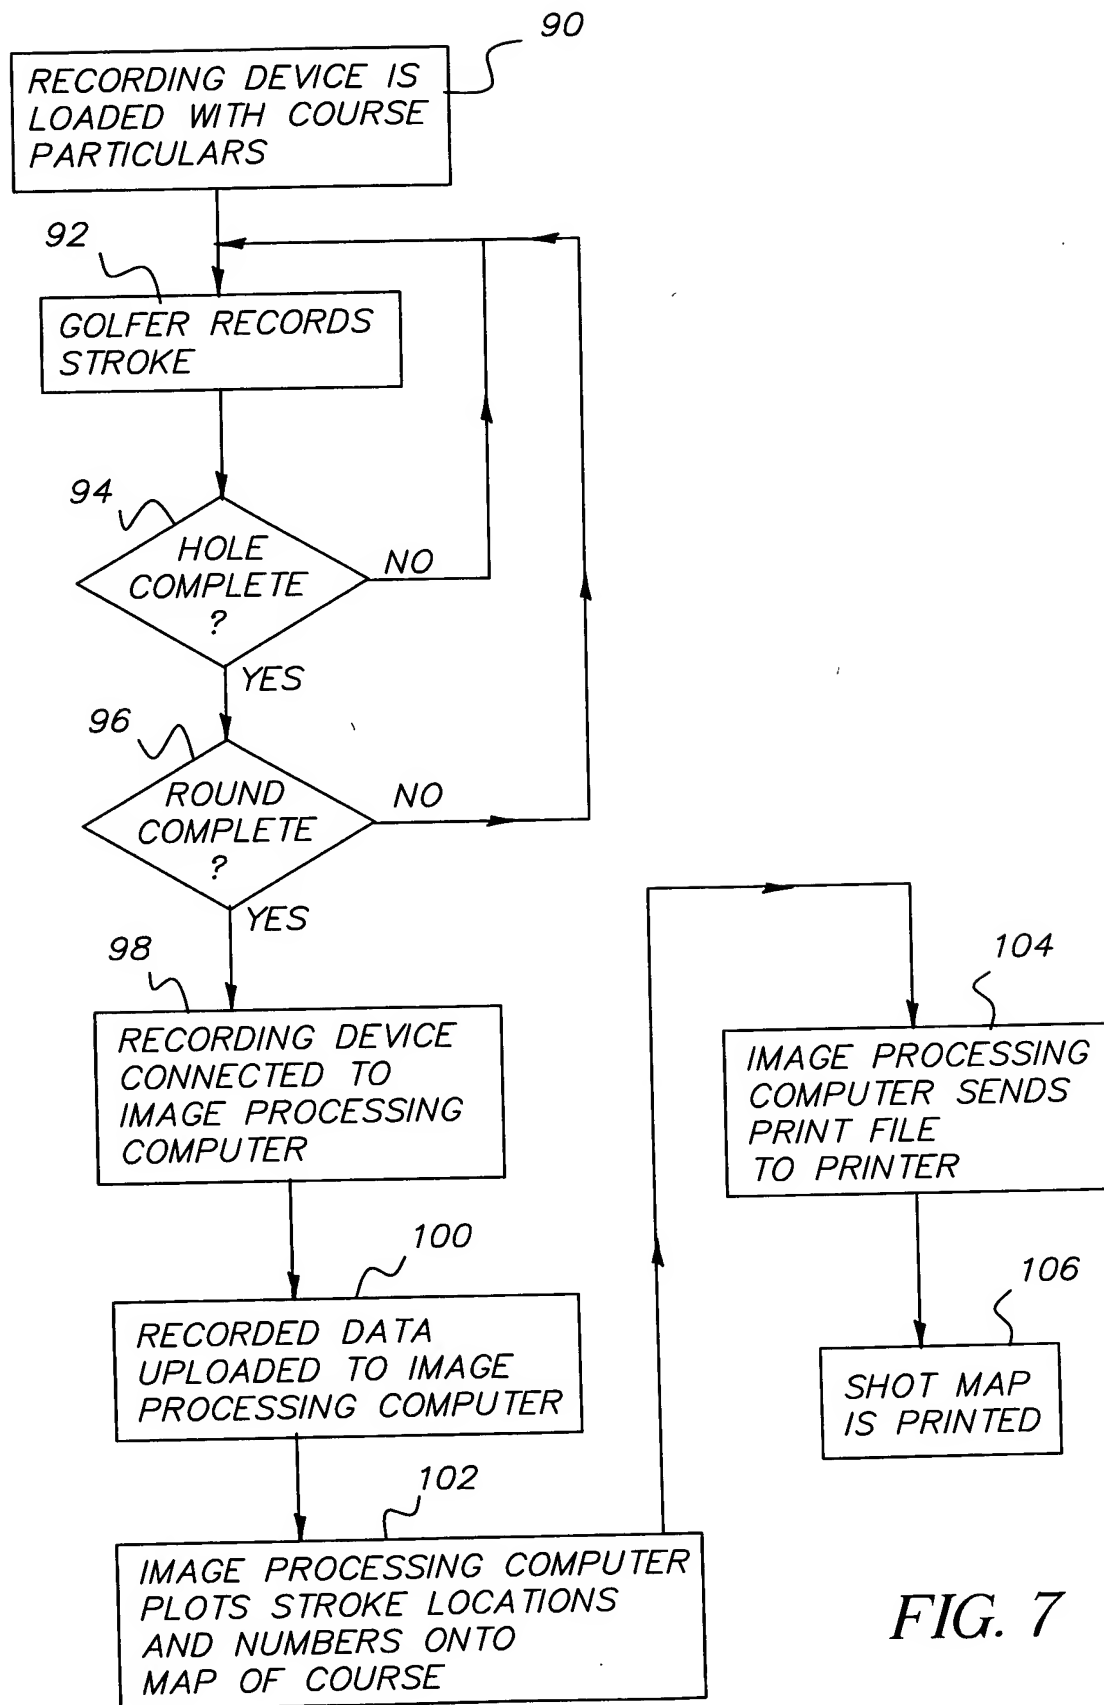 90
RECORDING DEVICE IS
LOADED WITH COURSE
PARTICULARS
92
GOLFER RECORDS
STROKE
94
HOLE
COMPLETE
?
NO
YES
96
ROUND
COMPLETE
?
NO
YES
98
RECORDING DEVICE
CONNECTED TO
IMAGE PROCESSING
COMPUTER
100
RECORDED DATA
UPLOADED TO IMAGE
PROCESSING COMPUTER
102
IMAGE PROCESSING COMPUTER
PLOTS STROKE LOCATIONS
AND NUMBERS ONTO
MAP OF COURSE
104
IMAGE PROCESSING
COMPUTER SENDS
PRINT FILE
TO PRINTER
106
SHOT MAP
IS PRINTED
FIG. 7